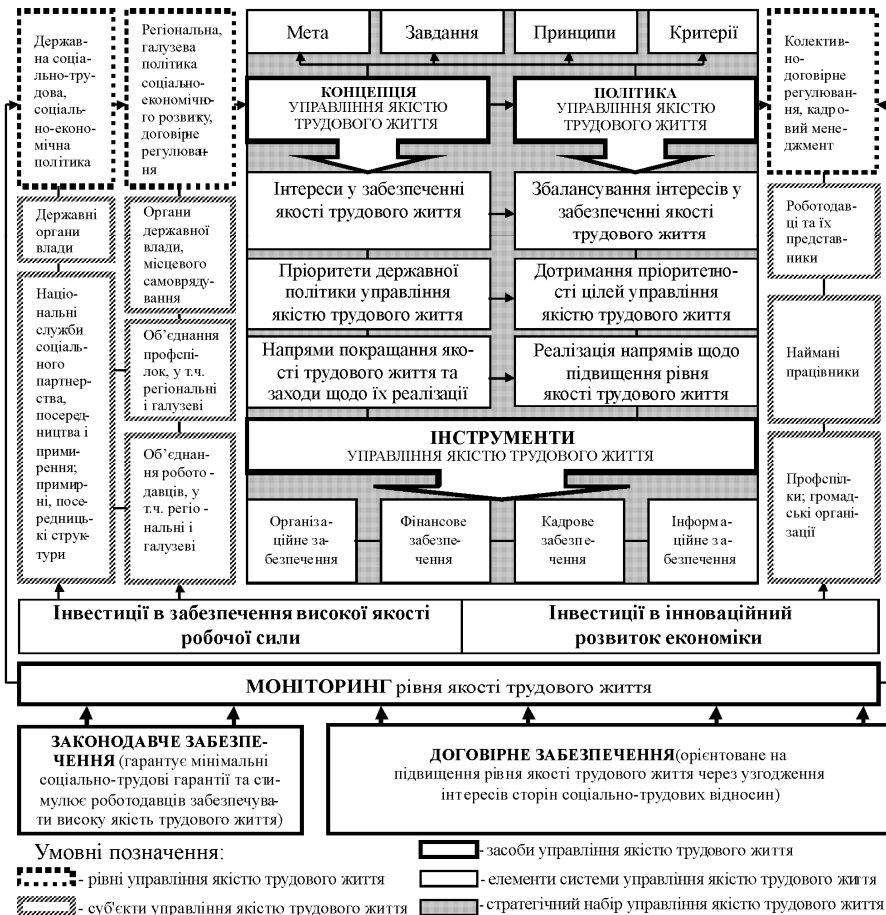 Держав-
на соці-
ально-тру-
дова,
соціаль-
но-еконо-
мічна
політика
Державні
органи
влади
Націо-
нальні
служби
соціаль-
ного
партнер-
ства,
посеред-
ництва і
прими-
рення;
примир-
ні, посе-
редниць-
кі струк-
тури
Регіональна,
галузева
політика
соціально-
економічно-
го розвику,
договірне
регулюван-
ня
Органи
державної
влади,
місцевого
самовряду-
вання
Об’єднання
профспі-
лок, у т.ч.
регіональні
і галузеві
Об’єднан-
ня робото-
давців, у
т.ч. регіо-
нальні і
галузеві
Мета
Завдання
Принципи
Критерії
КОНЦЕПЦІЯ
УПРАВЛІННЯ ЯКІСТЮ
ТРУДОВОГО ЖИТТЯ
ПОЛІТИКА
УПРАВЛІННЯ ЯКІСТЮ
ТРУДОВОГО ЖИТТЯ
Інтереси у забезпеченні
якості трудового життя
Збалансування інтересів у
забезпеченні якості
трудового життя
Пріоритети державної
політики управління
якістю трудового життя
Дотримання пріоритетно-
сті цілей управління
якістю трудового життя
Напрями покращання яко-
сті трудового життя та
заходи щодо їх реалізації
Реалізація напрямів щодо
підвищення рівня
якості трудового життя
ІНСТРУМЕНТИ
УПРАВЛІННЯ ЯКІСТЮ ТРУДОВОГО ЖИТТЯ
Організа-
ційне за-
безпечення
Фінансове
забезпе-
чення
Кадрове
забезпе-
чення
Інформа-
ційне за-
безпечення
Колектив-
но-
договірне
регулюван-
ня, кадро-
вий мене-
джмент
Роботодав-
ці та їх
представ-
ники
Наймані
працівники
Профспіл-
ки; громад-
ські органі-
зації
Інвестиції в забезпечення високої якості
робочої сили
Інвестиції в інноваційний
розвиток економіки
МОНІТОРИНГ рівня якості трудового життя
ЗАКОНОДАВЧЕ ЗАБЕЗПЕ-
ЧЕННЯ (гарантує мінімальні
соціально-трудові гарантії та сти-
мулює роботодавців забезпечува-
ти високу якість трудового життя)
ДОГОВІРНЕ ЗАБЕЗПЕЧЕННЯ(орієнтоване на
підвищення рівня якості трудового життя через узгодження
інтересів сторін соціально-трудових відносин)
Умовні позначення:
- рівні управління якістю трудового життя
- суб'єкти управління якістю трудового життя
- засоби управління якістю трудового життя
- елементи системи управління якістю трудового життя
- стратегічний набір управління якістю трудового життя